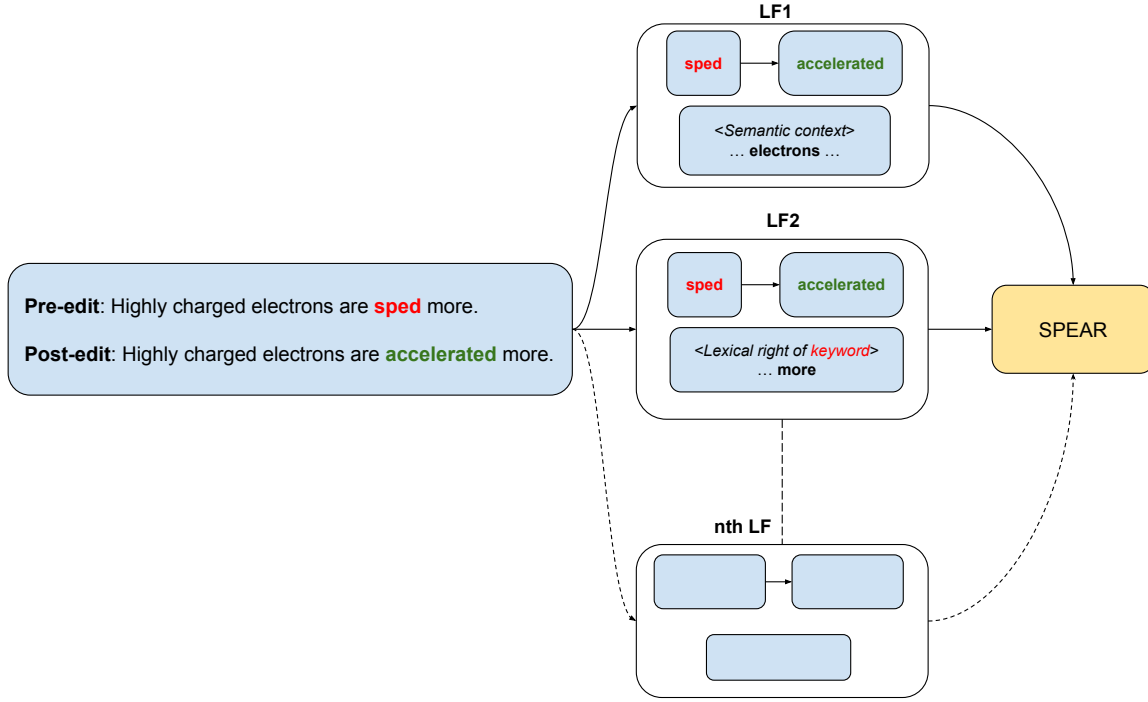 LF1
sped
accelerated
<Semantic context>
… electrons …
LF2
sped
accelerated
<Lexical right of keyword>
… more
Pre-edit: Highly charged electrons are sped more.
Post-edit: Highly charged electrons are accelerated more.
SPEAR
nth LF